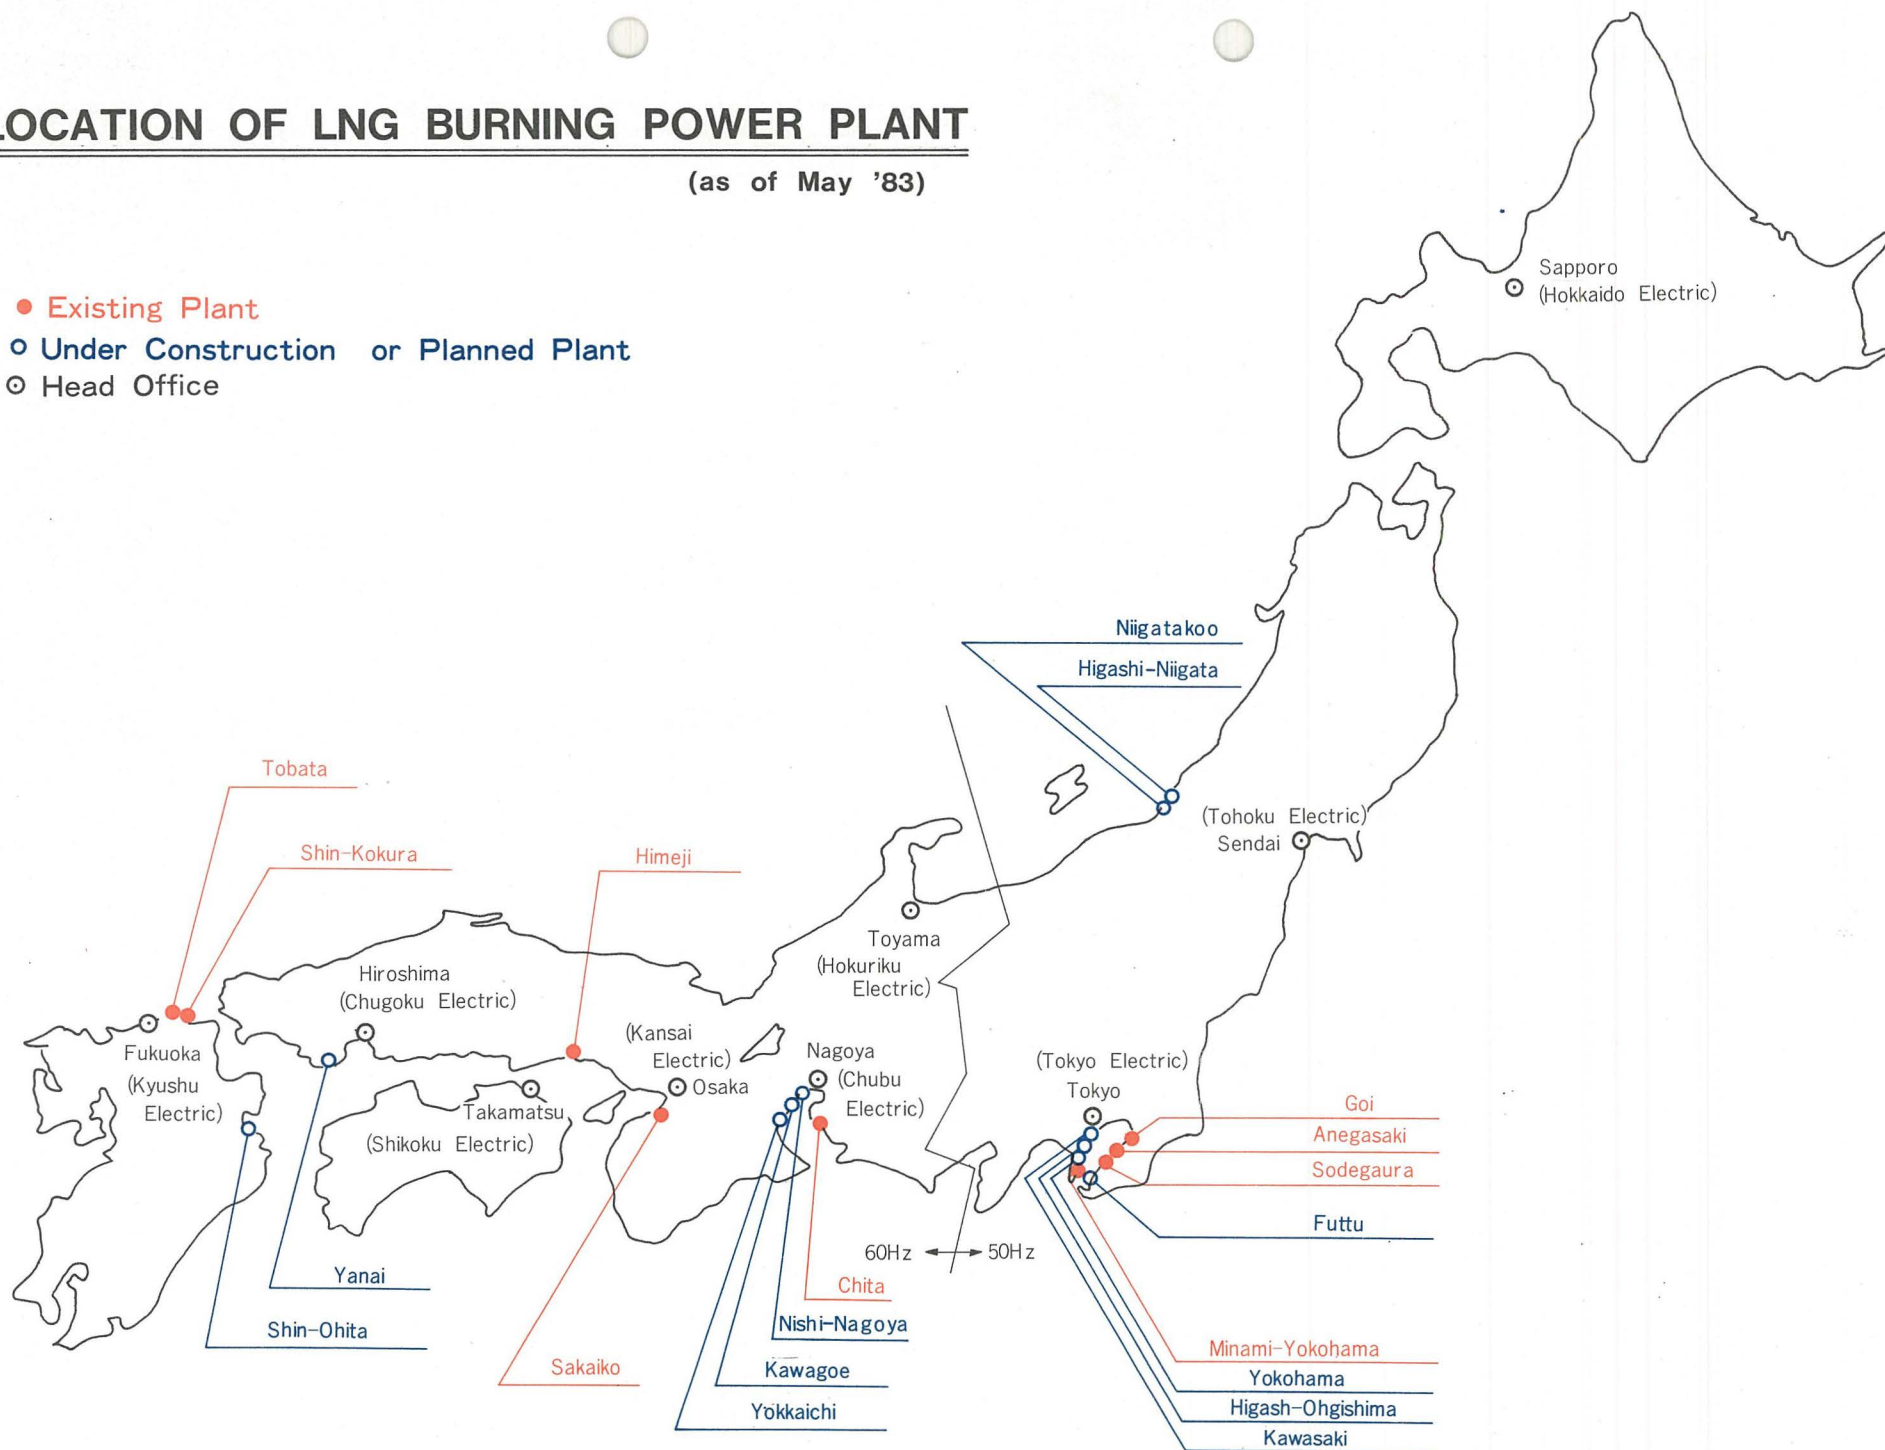 LOCATION OF LNG BURNING POWER PLANT
(as of May '83)
Existing Plant
Under Construction or Planned Plant
Head Office
Sapporo
(Hokkaido Electric)
Niigatakoo
Higashi-Niigata
Tobata
(Tohoku Electric)
Sendai
Shin-Kokura
Himeji
Toyama
(Hokuriku
Electric)
Hiroshima
(Chugoku Electric)
(Kansai
Electric)
Osaka
Fukuoka
(Kyushu
Electric)
Nagoya
(Chubu
Electric)
(Tokyo Electric)
Tokyo
Takamatsu
(Shikoku Electric)
Goi
Anegasaki
Sodegaura
Futtu
60Hz
50Hz
Yanai
Shin-Ohita
Chita
Nishi-Nagoya
Sakaiko
Kawagoe
Yokkaichi
Minami-Yokohama
Yokohama
Higash-Ohgishima
Kawasaki